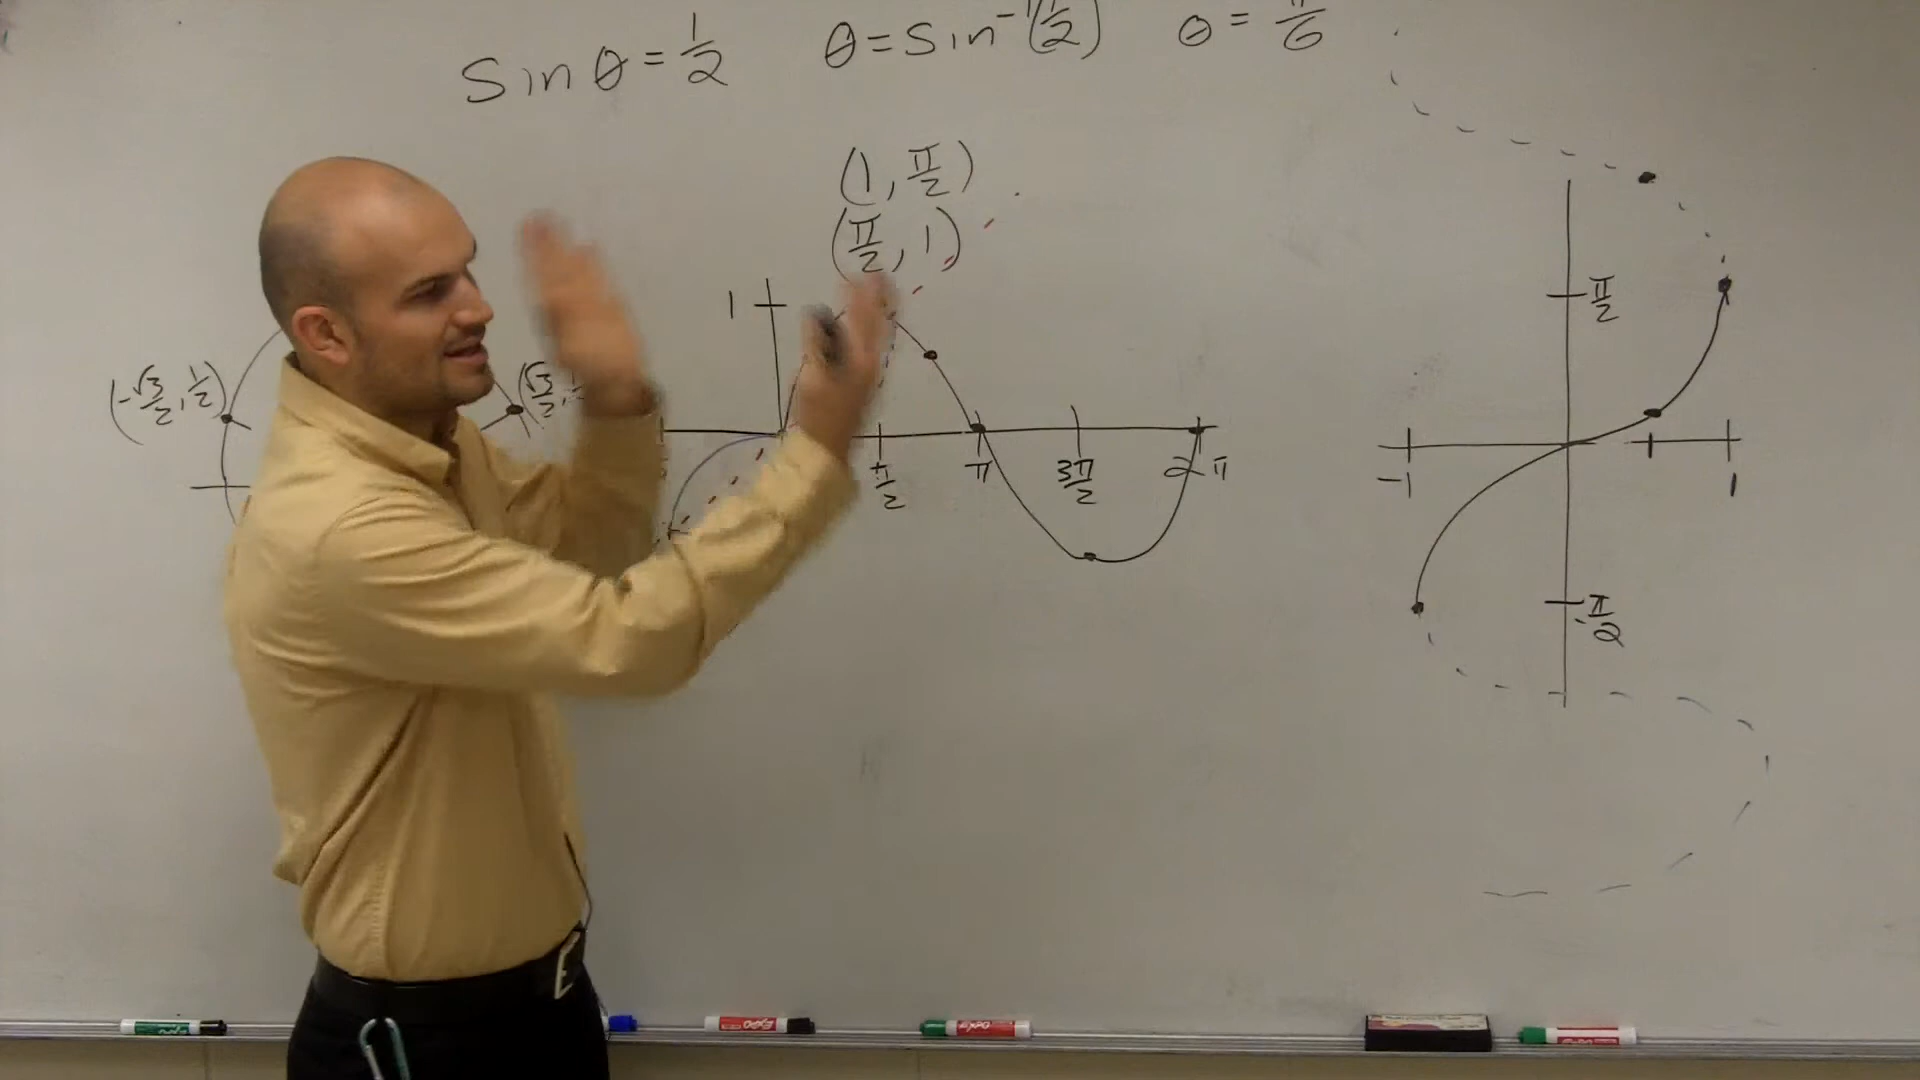 sin θ = 1/2   θ = sin⁻¹(1/2)   θ = π/6
(1, π/2)
(π/2, 1)
1
(-√3/2, 1/2)
π/2   π   3π/2   2π
π/2
-1   1
-π/2
EXPO